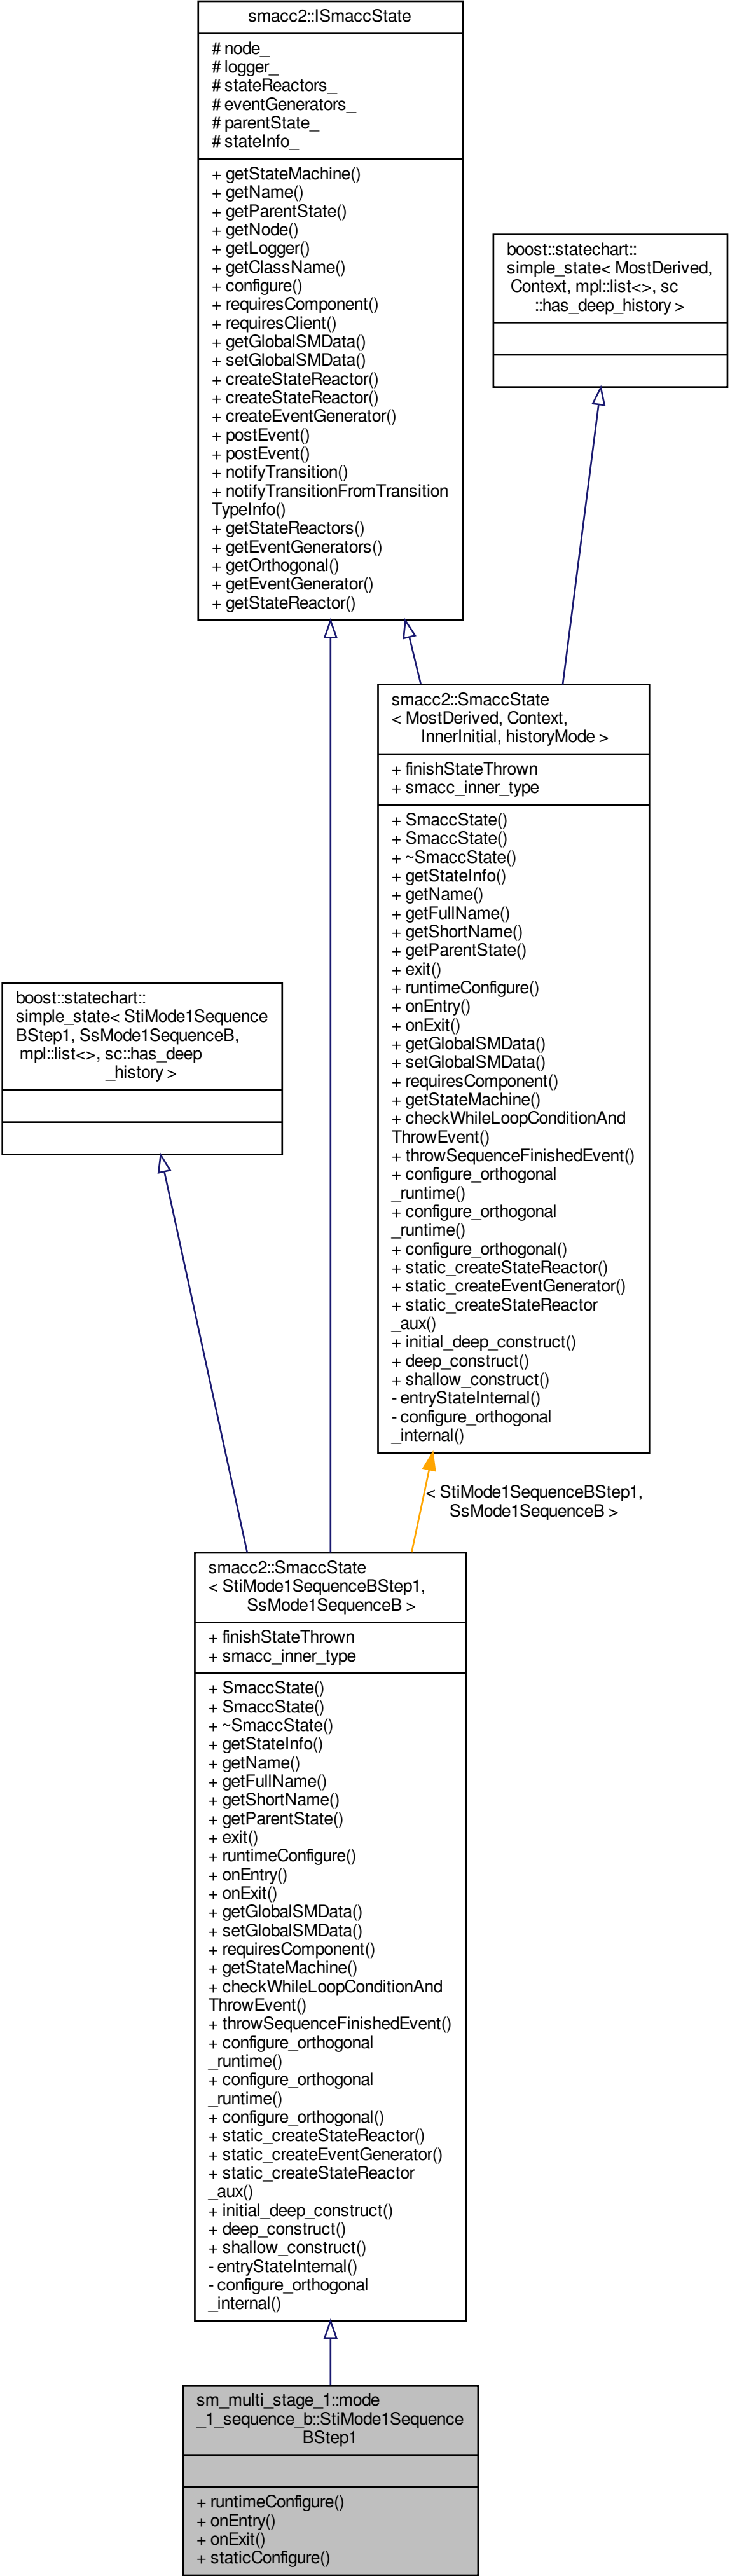 smacc2::ISmaccState
# node_
# logger_
# stateReactors_
# eventGenerators_
# parentState_
# stateInfo_
+ getStateMachine()
+ getName()
+ getParentState()
+ getNode()
+ getLogger()
+ getClassName()
+ configure()
+ requiresComponent()
+ requiresClient()
+ getGlobalSMData()
+ setGlobalSMData()
+ createStateReactor()
+ createStateReactor()
+ createEventGenerator()
+ postEvent()
+ postEvent()
+ notifyTransition()
+ notifyTransitionFromTransition
TypeInfo()
+ getStateReactors()
+ getEventGenerators()
+ getOrthogonal()
+ getEventGenerator()
+ getStateReactor()
boost::statechart::
simple_state< MostDerived,
Context, mpl::list<>, sc
::has_deep_history >
smacc2::SmaccState
< MostDerived, Context,
InnerInitial, historyMode >
+ finishStateThrown
+ smacc_inner_type
+ SmaccState()
+ SmaccState()
+ ~SmaccState()
+ getStateInfo()
+ getName()
+ getFullName()
+ getShortName()
+ getParentState()
+ exit()
+ runtimeConfigure()
+ onEntry()
+ onExit()
+ getGlobalSMData()
+ setGlobalSMData()
+ requiresComponent()
+ getStateMachine()
+ checkWhileLoopConditionAnd
ThrowEvent()
+ throwSequenceFinishedEvent()
+ configure_orthogonal
_runtime()
+ configure_orthogonal
_runtime()
+ configure_orthogonal()
+ static_createStateReactor()
+ static_createEventGenerator()
+ static_createStateReactor
_aux()
+ initial_deep_construct()
+ deep_construct()
+ shallow_construct()
- entryStateInternal()
- configure_orthogonal
_internal()
boost::statechart::
simple_state< StiMode1Sequence
BStep1, SsMode1SequenceB,
mpl::list<>, sc::has_deep
_history >
< StiMode1SequenceBStep1,
SsMode1SequenceB >
smacc2::SmaccState
< StiMode1SequenceBStep1,
SsMode1SequenceB >
+ finishStateThrown
+ smacc_inner_type
+ SmaccState()
+ SmaccState()
+ ~SmaccState()
+ getStateInfo()
+ getName()
+ getFullName()
+ getShortName()
+ getParentState()
+ exit()
+ runtimeConfigure()
+ onEntry()
+ onExit()
+ getGlobalSMData()
+ setGlobalSMData()
+ requiresComponent()
+ getStateMachine()
+ checkWhileLoopConditionAnd
ThrowEvent()
+ throwSequenceFinishedEvent()
+ configure_orthogonal
_runtime()
+ configure_orthogonal
_runtime()
+ configure_orthogonal()
+ static_createStateReactor()
+ static_createEventGenerator()
+ static_createStateReactor
_aux()
+ initial_deep_construct()
+ deep_construct()
+ shallow_construct()
- entryStateInternal()
- configure_orthogonal
_internal()
sm_multi_stage_1::mode
_1_sequence_b::StiMode1Sequence
BStep1
+ runtimeConfigure()
+ onEntry()
+ onExit()
+ staticConfigure()